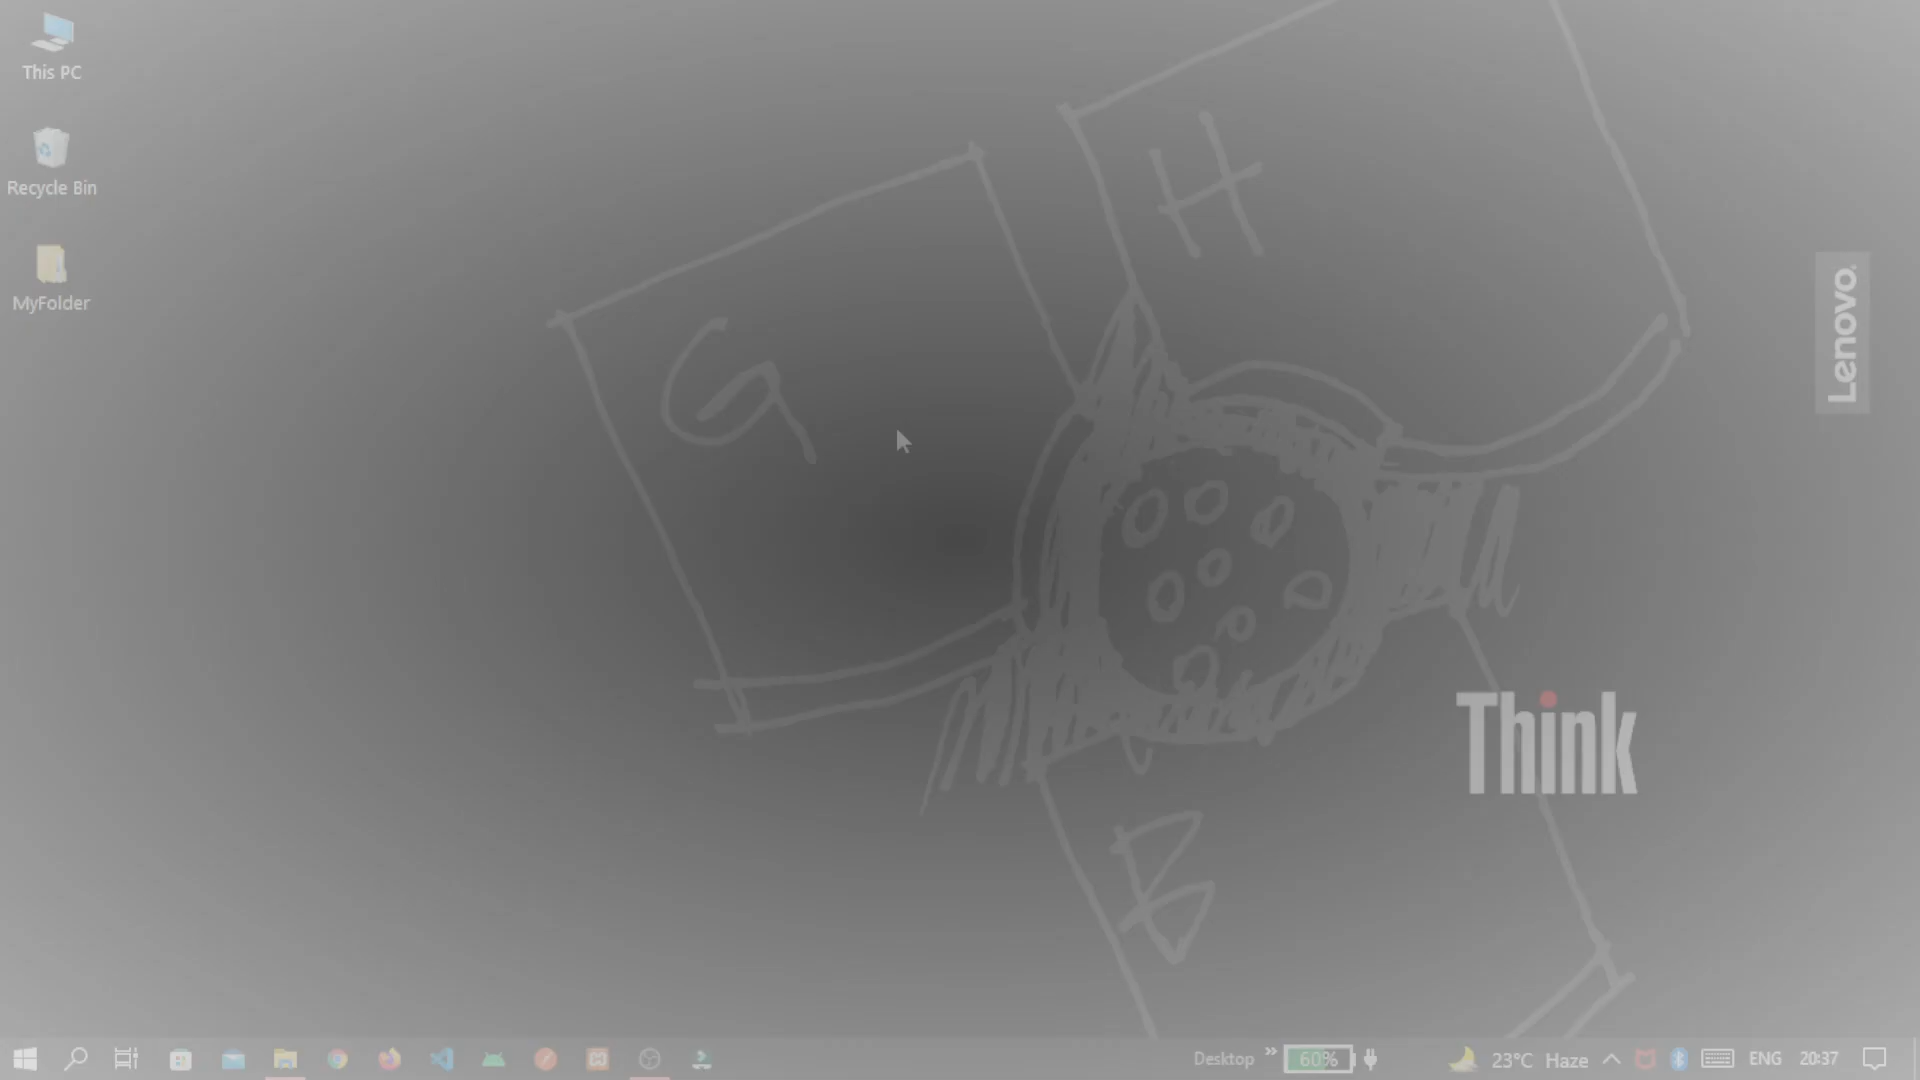 This PC
Recycle Bin
MyFolder
G
H
B
Lenovo.
Think
Desktop
60%
23°C Haze
ENG
20:37